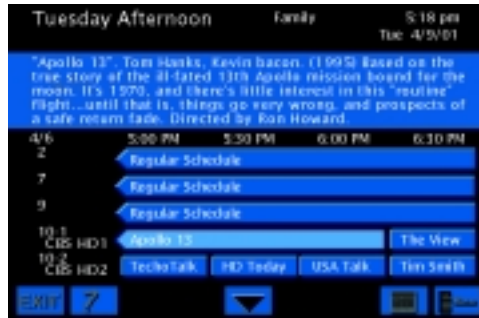 Tuesday Afternoon Family 5:18 pm
Tue 4/9/01
"Apollo 13". Tom Hanks, Kevin bacon. (1995) Based on the
true story of the ill-fated 13th Apollo mission bound for the
moon. It's 1970, and there's little interest in this "routine"
flight...until that is, things go very wrong, and prospects of
a safe return fade. Directed by Ron Howard.
4/6 5:00 PM 5:30 PM 6:00 PM 6:30 PM
2 Regular Schedule
7 Regular Schedule
9 Regular Schedule
10-1
CBS HD1 Apollo 13 The View
10-2
CBS HD2 TechoTalk HD Today USA Talk Tim Smith
EXIT ?